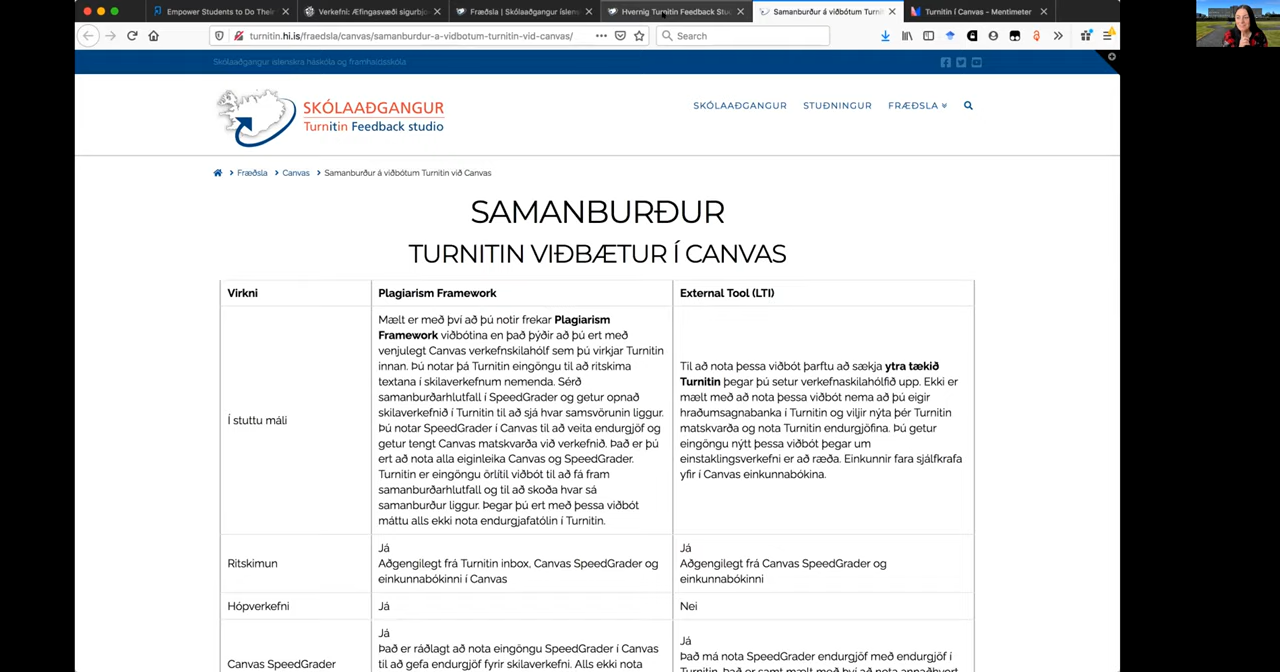 Empower Students to Do Their
Verkefni: Æfingasvæði sigurbjö
Fræðsla | Skólaaðgangur íslens
Hvernig Turnitin Feedback Stu
Samanburður á viðbótum Turni
Turnitin í Canvas - Mentimeter
turnitin.hi.is/fraedsla/canvas/samanburdur-a-vidbotum-turnitin-vid-canvas/
Search
Skólaaðgangur íslenskra háskóla og framhaldsskóla
SKÓLAAÐGANGUR
Turnitin Feedback studio
SKÓLAAÐGANGUR STUÐNINGUR FRÆÐSLA
Fræðsla > Canvas > Samanburður á viðbótum Turnitin við Canvas
SAMANBURÐUR
TURNITIN VIÐBÆTUR Í CANVAS
Virkni
Plagiarism Framework
External Tool (LTI)
Í stuttu máli
Mælt er með því að þú notir frekar Plagiarism
Framework viðbótina en það þýðir að þú ert með
venjulegt Canvas verkefnskilahólf sem þú virkjar Turnitin
innan. Þú notar þá Turnitin eingöngu til að ritskima
textana í skilaverkefnum nemenda. Sérð
samanburðarhlutfall í SpeedGrader og getur opnað
skilaverkefnið í Turnitin til að sjá hvar samsvörunin liggur.
Þú notar SpeedGrader í Canvas til að veita endurgjöf og
getur tengt Canvas matskvarða við verkefnið. Það er þú
ert að nota alla eiginleika Canvas og SpeedGrader.
Turnitin er eingöngu örlítil viðbót til að fá fram
samanburðarhlutfall og til að skoða hvar sá
samanburður liggur. Þegar þú ert með þessa viðbót
máttu alls ekki nota endurgjafatólin í Turnitin.
Til að nota þessa viðbót þarftu að sækja ytra tækið
Turnitin þegar þú setur verkefnaskilahólfið upp. Ekki er
mælt með að nota þessa viðbót nema að þú eigir
hraðumsagnabanka í Turnitin og viljir nýta þér Turnitin
matskvarða og nota Turnitin endurgjöfina. Þú getur
eingöngu nýtt þessa viðbót þegar um
einstaklingsverkefni er að ræða. Einkunnir fara sjálfkrafa
yfir í Canvas einkunnabókina.
Ritskimun
Já
Aðgengilegt frá Turnitin inbox, Canvas SpeedGrader og
einkunnabókinni í Canvas
Já
Aðgengilegt frá Canvas SpeedGrader og
einkunnabókinni
Hópverkefni
Já
Nei
Canvas SpeedGrader
Já
Það er ráðlagt að nota eingöngu SpeedGrader í Canvas
til að gefa endurgjöf fyrir skilaverkefni. Alls ekki nota
Já
Það má nota SpeedGrader endurgjöf með endurgjöf í
Turnitin. Það er samt mælt með því að nota annaðhvort